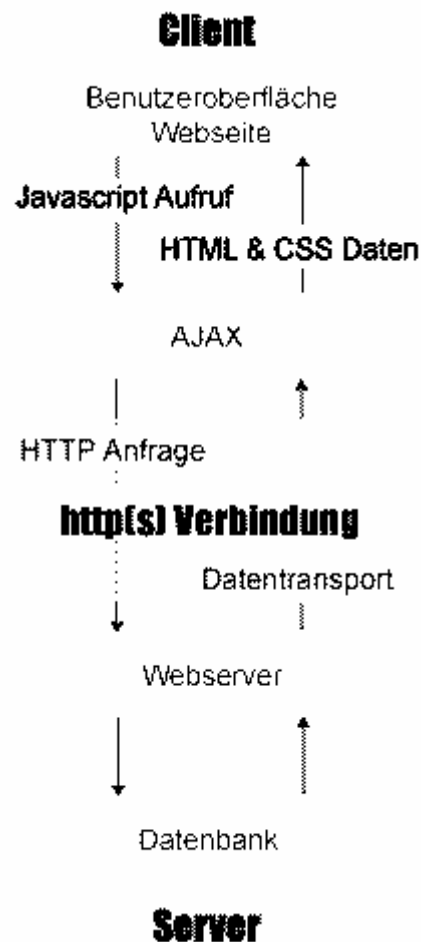 Client
Benutzeroberfläche
Webseite
Javascript Aufruf
HTML & CSS Daten
AJAX
HTTP Anfrage
http(s) Verbindung
Datentransport
Webserver
Datenbank
Server